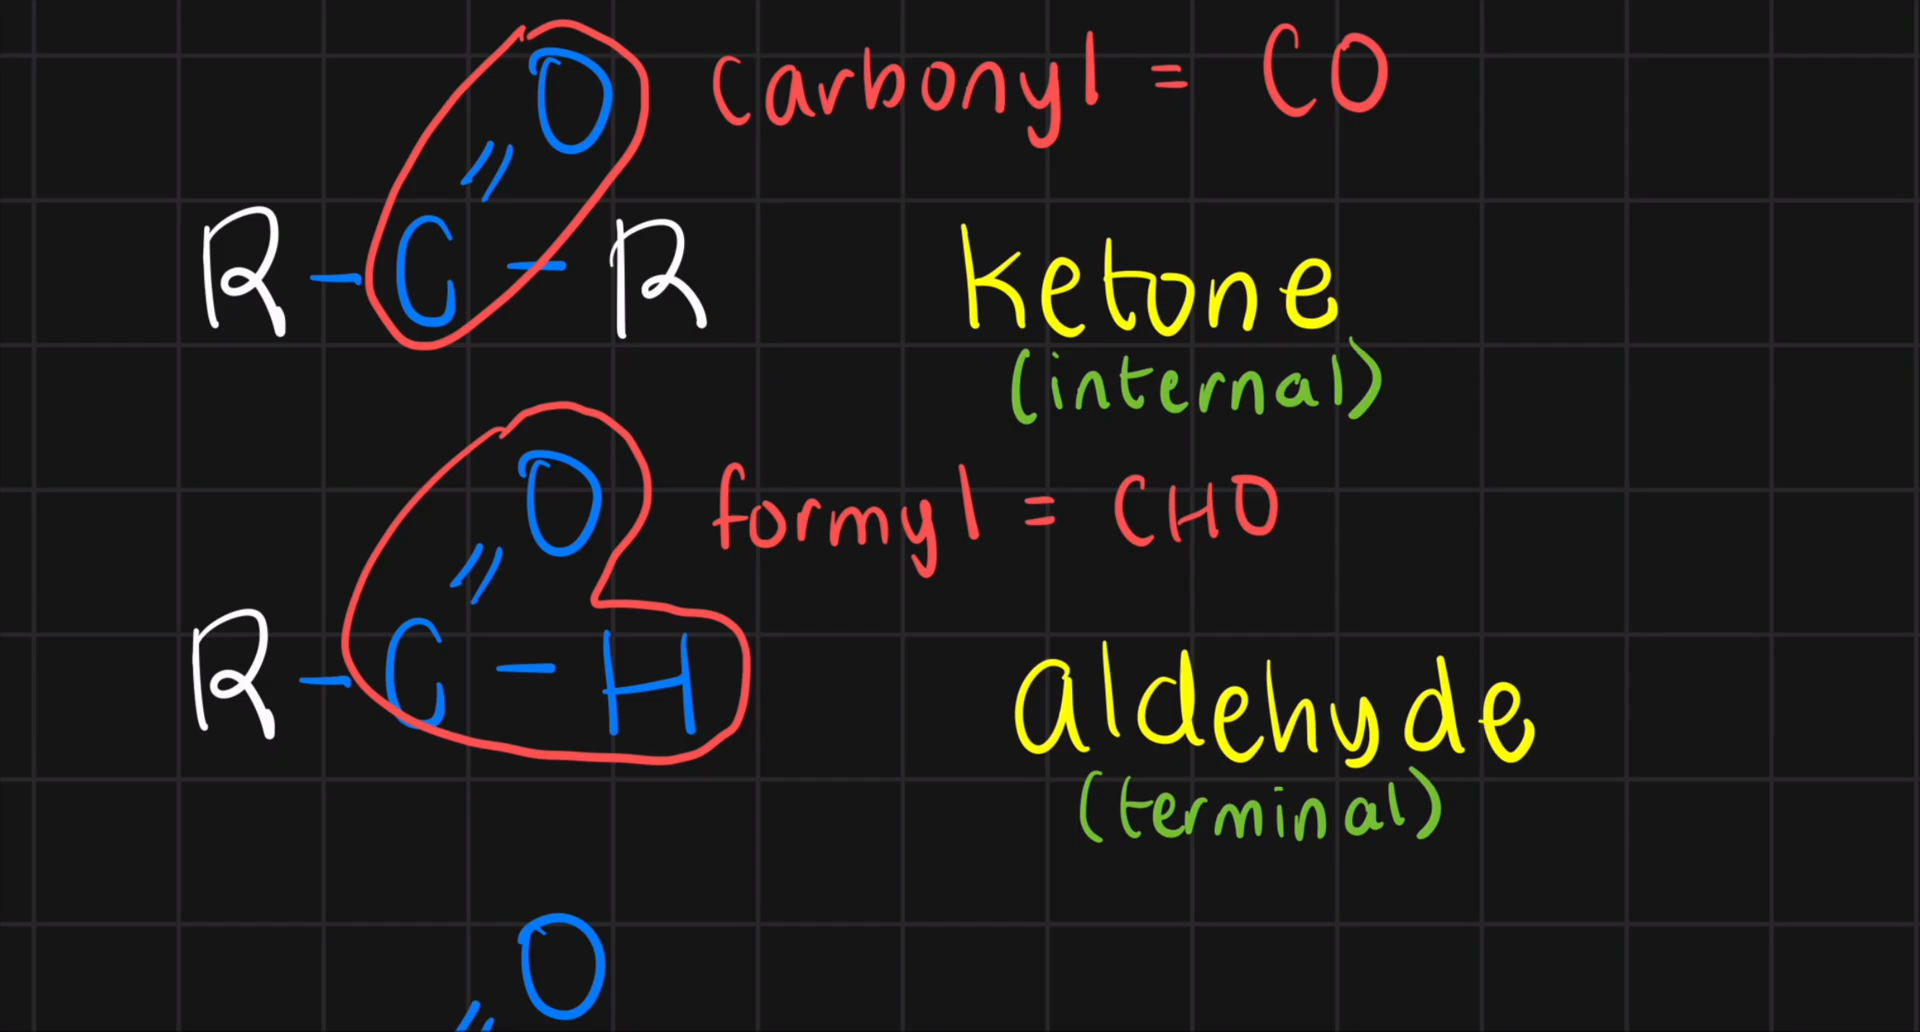 O carbonyl = CO
=
R - C - R ketone
(internal)
O formyl = CHO
=
R - C - H aldehyde
(terminal)
O
=